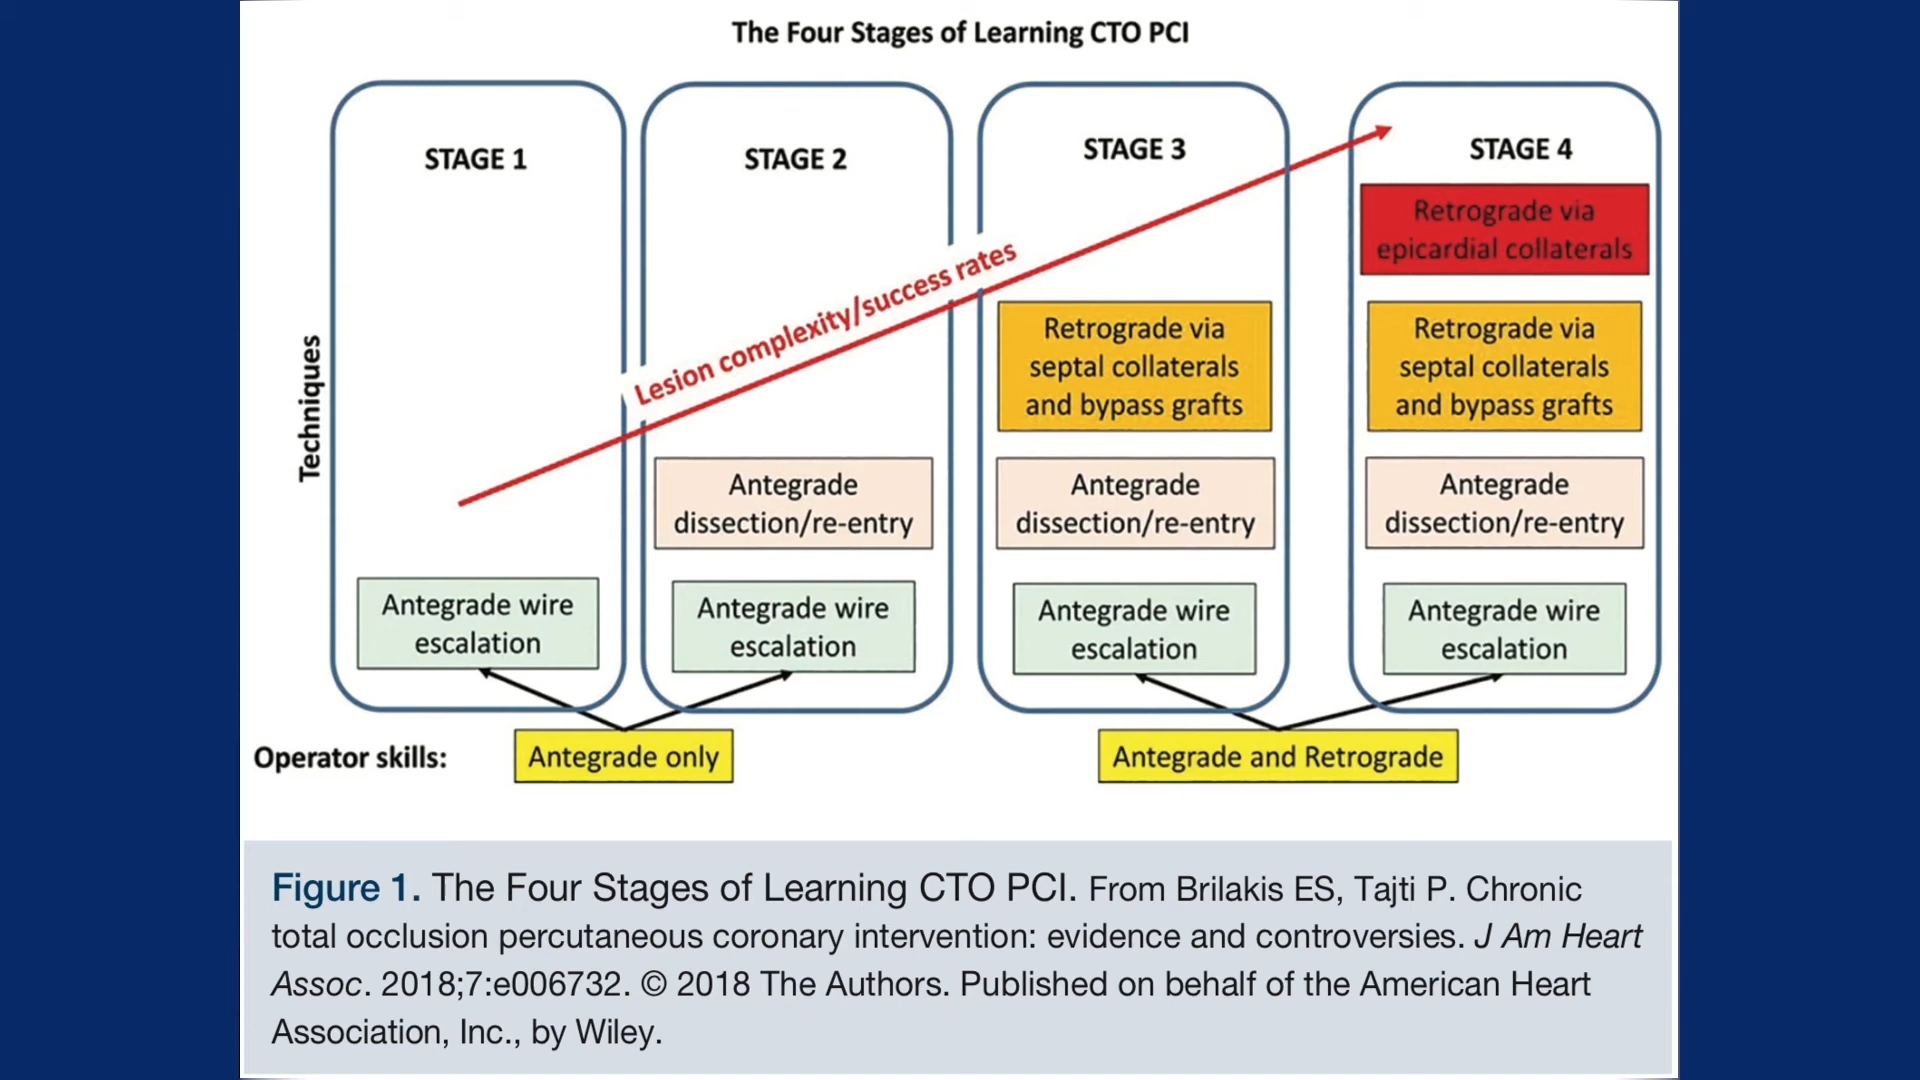 The Four Stages of Learning CTO PCI
STAGE 1
STAGE 2
STAGE 3
STAGE 4
Lesion complexity/success rates
Techniques
Antegrade wire
escalation
Antegrade
dissection/re-entry
Antegrade wire
escalation
Retrograde via
septal collaterals
and bypass grafts
Antegrade
dissection/re-entry
Antegrade wire
escalation
Retrograde via
epicardial collaterals
Retrograde via
septal collaterals
and bypass grafts
Antegrade
dissection/re-entry
Antegrade wire
escalation
Operator skills:
Antegrade only
Antegrade and Retrograde
Figure 1. The Four Stages of Learning CTO PCI. From Brilakis ES, Tajti P. Chronic
total occlusion percutaneous coronary intervention: evidence and controversies. J Am Heart
Assoc. 2018;7:e006732. © 2018 The Authors. Published on behalf of the American Heart
Association, Inc., by Wiley.